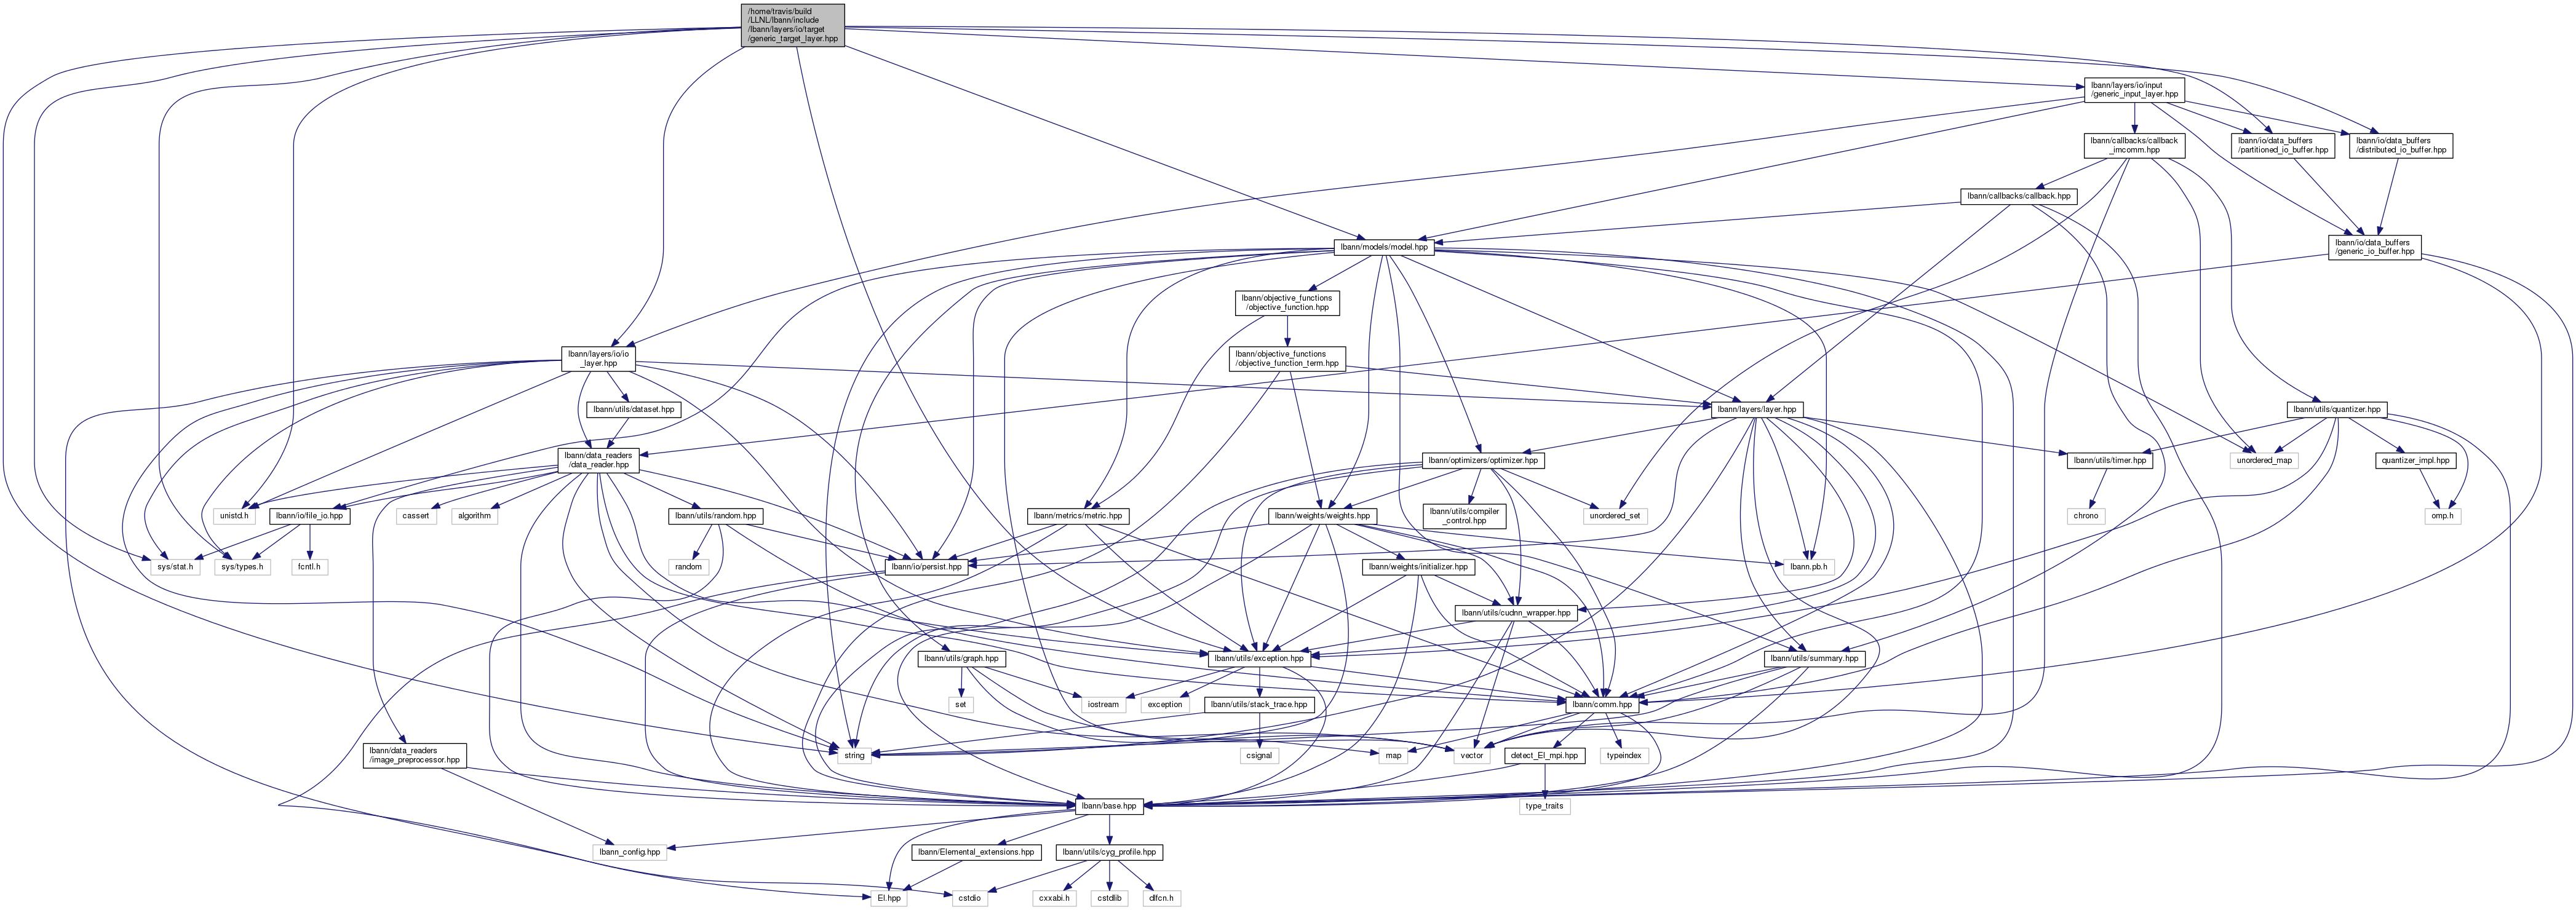 /home/travis/build
/LLNL/lbann/include
/lbann/layers/io/target
/generic_target_layer.hpp
lbann/layers/io/input
/generic_input_layer.hpp
lbann/callbacks/callback
_imcomm.hpp
lbann/io/data_buffers
/partitioned_io_buffer.hpp
lbann/io/data_buffers
/distributed_io_buffer.hpp
lbann/callbacks/callback.hpp
lbann/models/model.hpp
lbann/io/data_buffers
/generic_io_buffer.hpp
lbann/objective_functions
/objective_function.hpp
lbann/layers/io/io
_layer.hpp
lbann/objective_functions
/objective_function_term.hpp
lbann/utils/dataset.hpp
lbann/layers/layer.hpp
lbann/utils/quantizer.hpp
lbann/data_readers
/data_reader.hpp
lbann/optimizers/optimizer.hpp
lbann/utils/timer.hpp
unordered_map
quantizer_impl.hpp
unistd.h
lbann/io/file_io.hpp
cassert
algorithm
lbann/utils/random.hpp
lbann/metrics/metric.hpp
lbann/weights/weights.hpp
lbann/utils/compiler
_control.hpp
unordered_set
chrono
omp.h
sys/stat.h
sys/types.h
fcntl.h
random
lbann/io/persist.hpp
lbann/weights/initializer.hpp
lbann.pb.h
lbann/utils/cudnn_wrapper.hpp
lbann/utils/graph.hpp
lbann/utils/exception.hpp
lbann/utils/summary.hpp
set
iostream
exception
lbann/utils/stack_trace.hpp
lbann/comm.hpp
lbann/data_readers
/image_preprocessor.hpp
string
csignal
map
vector
detect_El_mpi.hpp
typeindex
lbann/base.hpp
type_traits
lbann_config.hpp
lbann/Elemental_extensions.hpp
lbann/utils/cyg_profile.hpp
El.hpp
cstdio
cxxabi.h
cstdlib
dlfcn.h